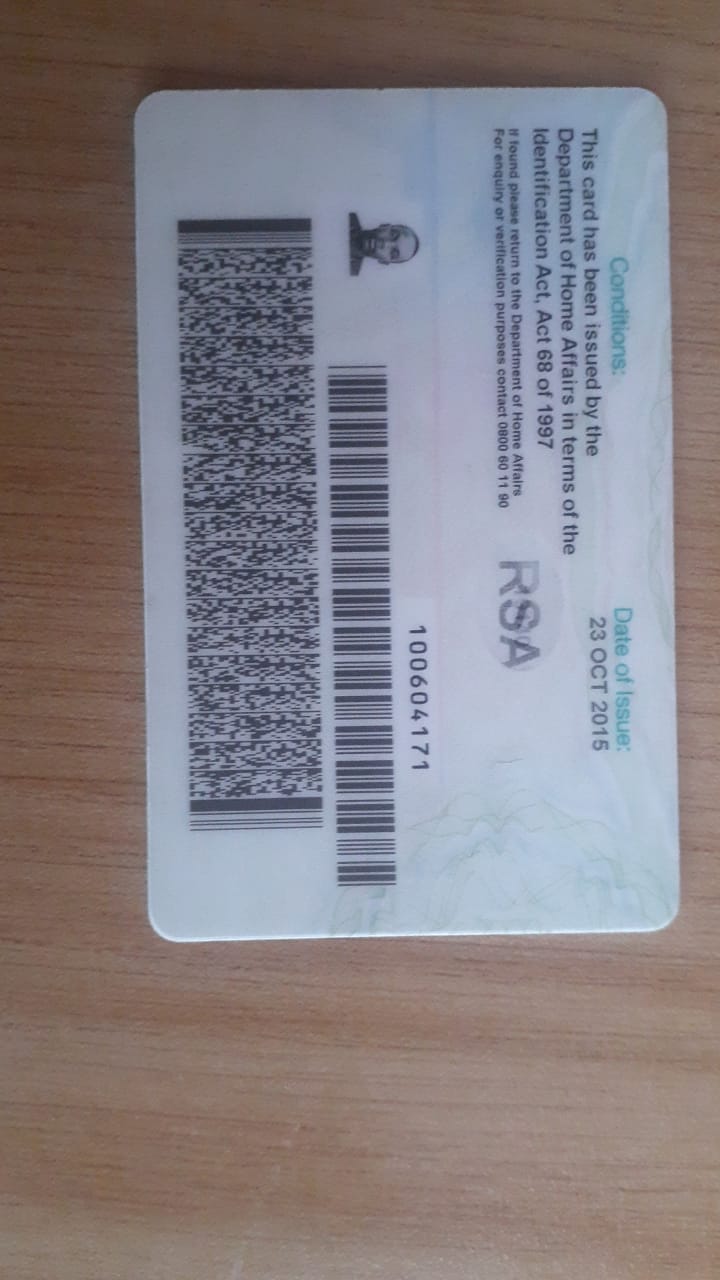 Conditions:
This card has been issued by the
Department of Home Affairs in terms of the
Identification Act, Act 68 of 1997
If found please return to the Department of Home Affairs
For enquiry or verification purposes contact 0800 60 11 90
Date of Issue:
23 OCT 2015
RSA
100604171